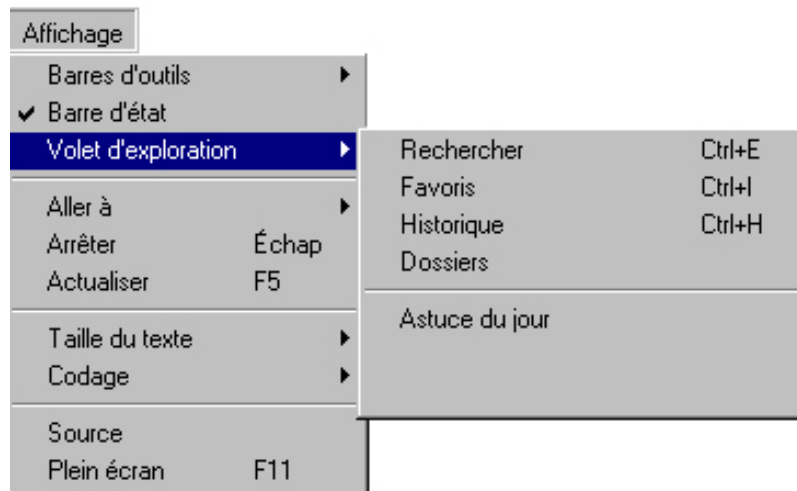 Affichage
Barres d'outils
Barre d'état
Volet d'exploration
Aller à
Arrêter Échap
Actualiser F5
Taille du texte
Codage
Source
Plein écran F11
Rechercher Ctrl+E
Favoris Ctrl+I
Historique Ctrl+H
Dossiers
Astuce du jour